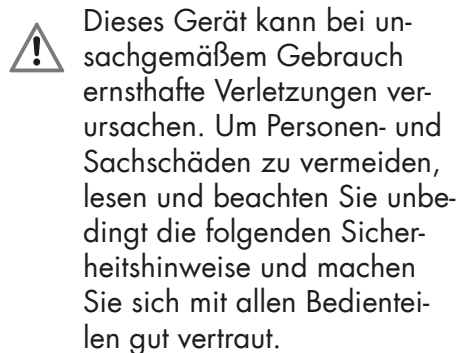 Dieses Gerät kann bei un-
sachgemäßem Gebrauch
ernsthafte Verletzungen ver-
ursachen. Um Personen- und
Sachschäden zu vermeiden,
lesen und beachten Sie unbe-
dingt die folgenden Sicher-
heitshinweise und machen
Sie sich mit allen Bedientei-
len gut vertraut.